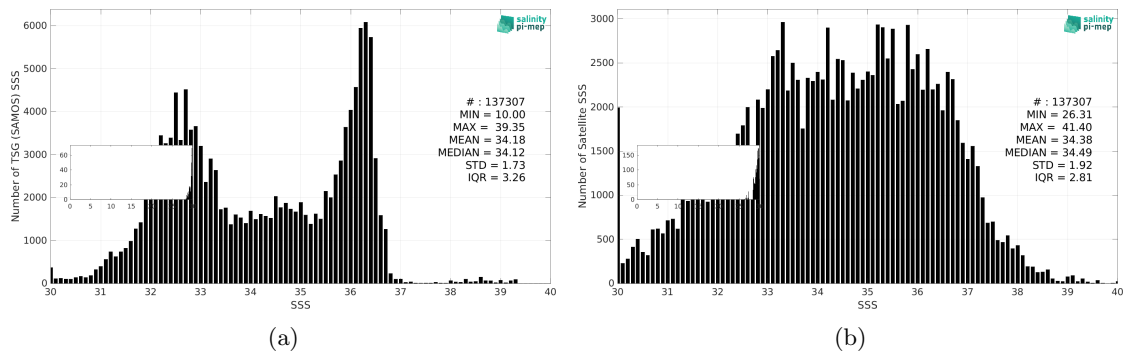 6000
5000
4000
3000
2000
1000
0
Number of TSG (SAMOS) SSS
salinity
pi-mep
# : 137307
MIN = 10.00
MAX = 39.35
MEAN = 34.18
MEDIAN = 34.12
STD = 1.73
IQR = 3.26
60
40
20
0
0 5 10 15 20
30 31 32 33 34 35 36 37 38 39 40
SSS
(a)
3000
2500
2000
1500
1000
500
0
Number of Satellite SSS
salinity
pi-mep
# : 137307
MIN = 26.31
MAX = 41.40
MEAN = 34.38
MEDIAN = 34.49
STD = 1.92
IQR = 2.81
150
100
50
0
0 5 10 15 20
30 31 32 33 34 35 36 37 38 39 40
SSS
(b)